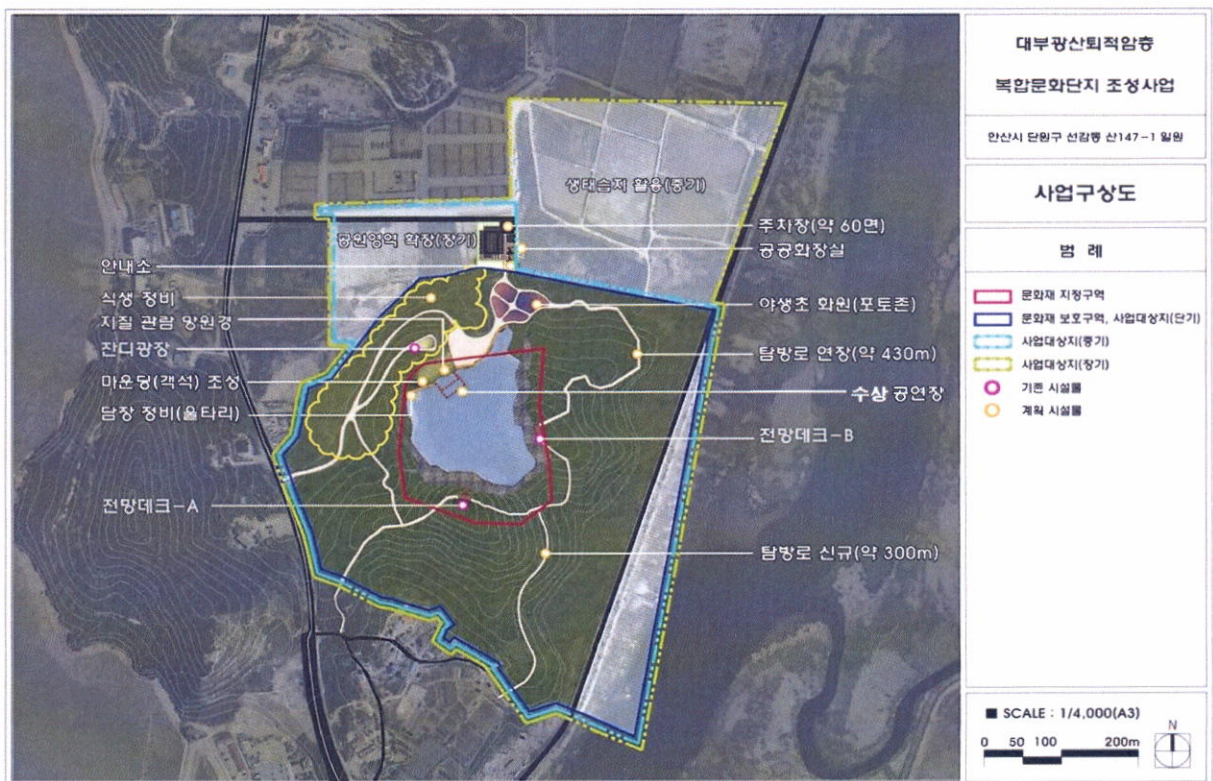 대부광산퇴적암층
복합문화단지 조성사업
안산시 단원구 선감동 산147-1 일원
사업구상도
범 례
문화재 지정구역
문화재 보호구역, 사업대상지(단기)
사업대상지(중기)
사업대상지(장기)
기존 시설물
계획 시설물
SCALE : 1/4,000(A3)
N
0 50 100 200m
생태습지 활용(중기)
공원영역 확장(장기)
주차장(약 60면)
공공화장실
안내소
식생 정비
야생초 화원(포토존)
지질 관람 망원경
잔디광장
탐방로 연장(약 430m)
마운딩(객석) 조성
수상 공연장
담장 정비(울타리)
전망데크-B
전망데크-A
탐방로 신규(약 300m)